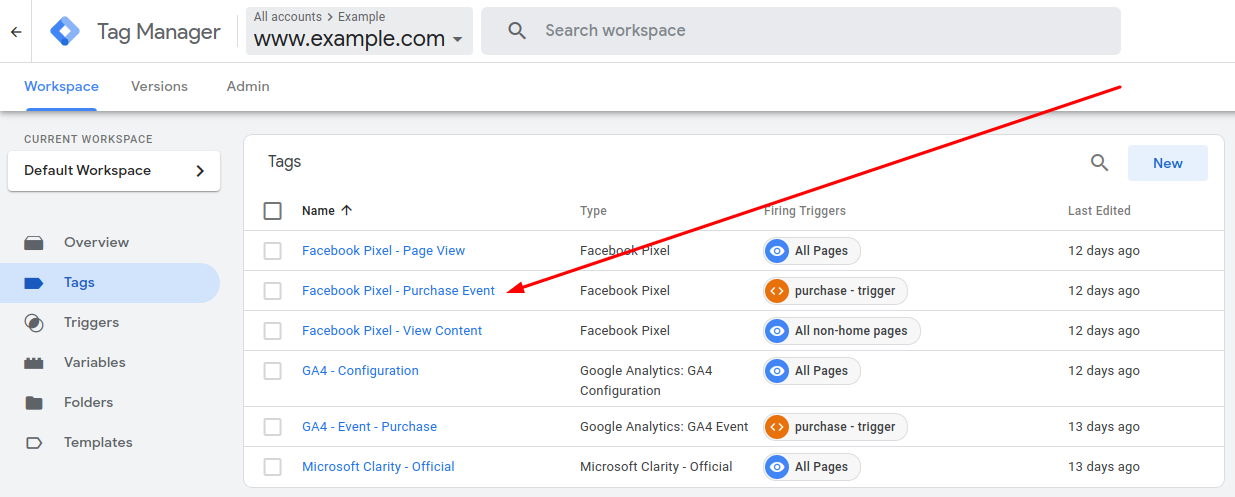 Tag Manager
All accounts > Example
www.example.com
Search workspace
Workspace Versions Admin
CURRENT WORKSPACE
Default Workspace
Overview
Tags
Triggers
Variables
Folders
Templates
Tags
New
Name Type Firing Triggers Last Edited
Facebook Pixel - Page View Facebook Pixel All Pages 12 days ago
Facebook Pixel - Purchase Event Facebook Pixel purchase - trigger 12 days ago
Facebook Pixel - View Content Facebook Pixel All non-home pages 12 days ago
GA4 - Configuration Google Analytics: GA4 All Pages 12 days ago
Configuration
GA4 - Event - Purchase Google Analytics: GA4 Event purchase - trigger 13 days ago
Microsoft Clarity - Official Microsoft Clarity - Official All Pages 13 days ago